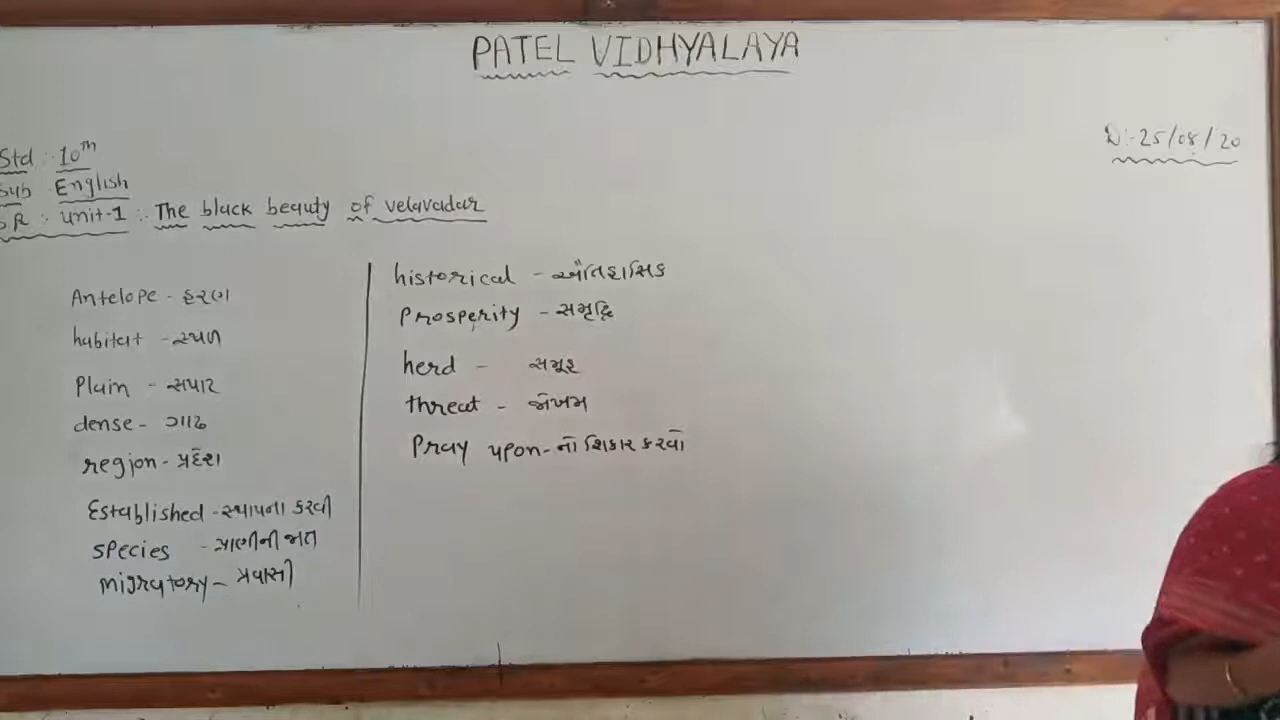 PATEL VIDHYALAYA
D:-25/08/20
Std : 10th
Sub English
S.R : unit-1 : The black beauty of velavadar
Antelope - હરણ
habitat - સ્થળ
Plain - સપાટ
dense - ગાઢ
region - પ્રદેશ
Established - સ્થાપના કરવી
species - પ્રાણીની જાત
migratory - પ્રવાસી
historical - ઐતિહાસિક
Prosperity - સમૃદ્ધિ
herd - સમૂહ
threat - જોખમ
Pray upon - નો શિકાર કરવો